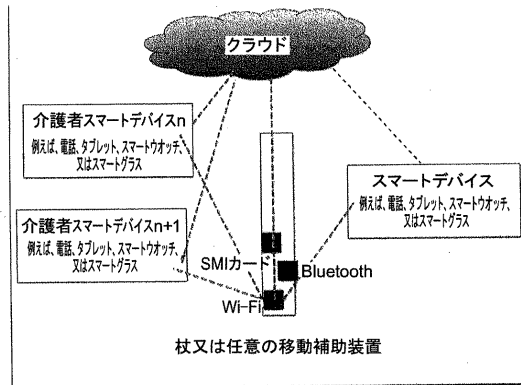 クラウド
介護者スマートデバイスn
例えば、電話、タブレット、スマートウオッチ、
又はスマートグラス
スマートデバイス
例えば、電話、タブレット、スマートウオッチ、
又はスマートグラス
介護者スマートデバイスn+1
例えば、電話、タブレット、スマートウオッチ、
又はスマートグラス
SMIカード
Bluetooth
Wi-Fi
杖又は任意の移動補助装置